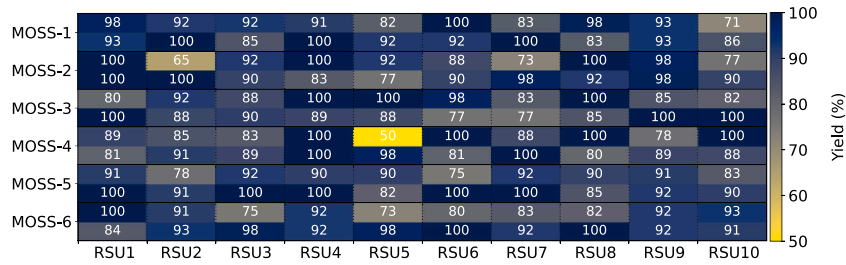 98 92 92 91 82 100 83 98 93 71 100
MOSS-1
93 100 85 100 92 92 100 83 93 86
100 65 92 100 92 88 73 100 98 77 90
MOSS-2
100 100 90 83 77 90 98 92 98 90
80 92 88 100 100 98 83 100 85 82
MOSS-3 80
100 88 90 89 88 77 77 85 100 100
89 85 83 100 50 100 88 100 78 100
MOSS-4 70
81 91 89 100 98 81 100 80 89 88
91 78 92 90 90 75 92 90 91 83
MOSS-5 60
100 91 100 100 82 100 100 85 92 90
100 91 75 92 73 80 83 82 92 93
MOSS-6
84 93 98 92 98 100 92 100 92 91 50
RSU1 RSU2 RSU3 RSU4 RSU5 RSU6 RSU7 RSU8 RSU9 RSU10
Yield (%)